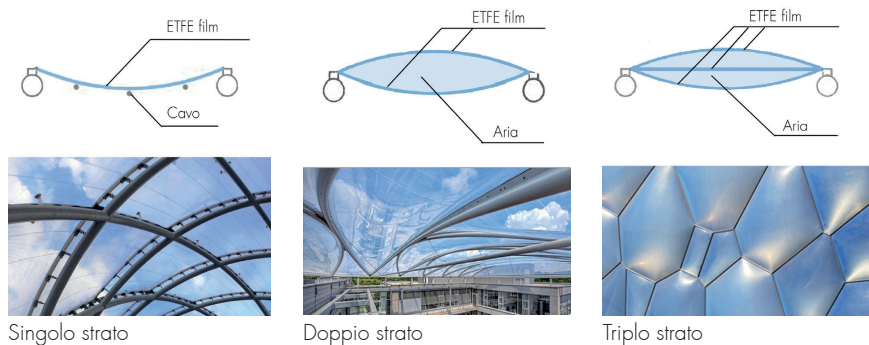 ETFE film
Cavo
ETFE film
Aria
ETFE film
Aria
Singolo strato
Doppio strato
Triplo strato